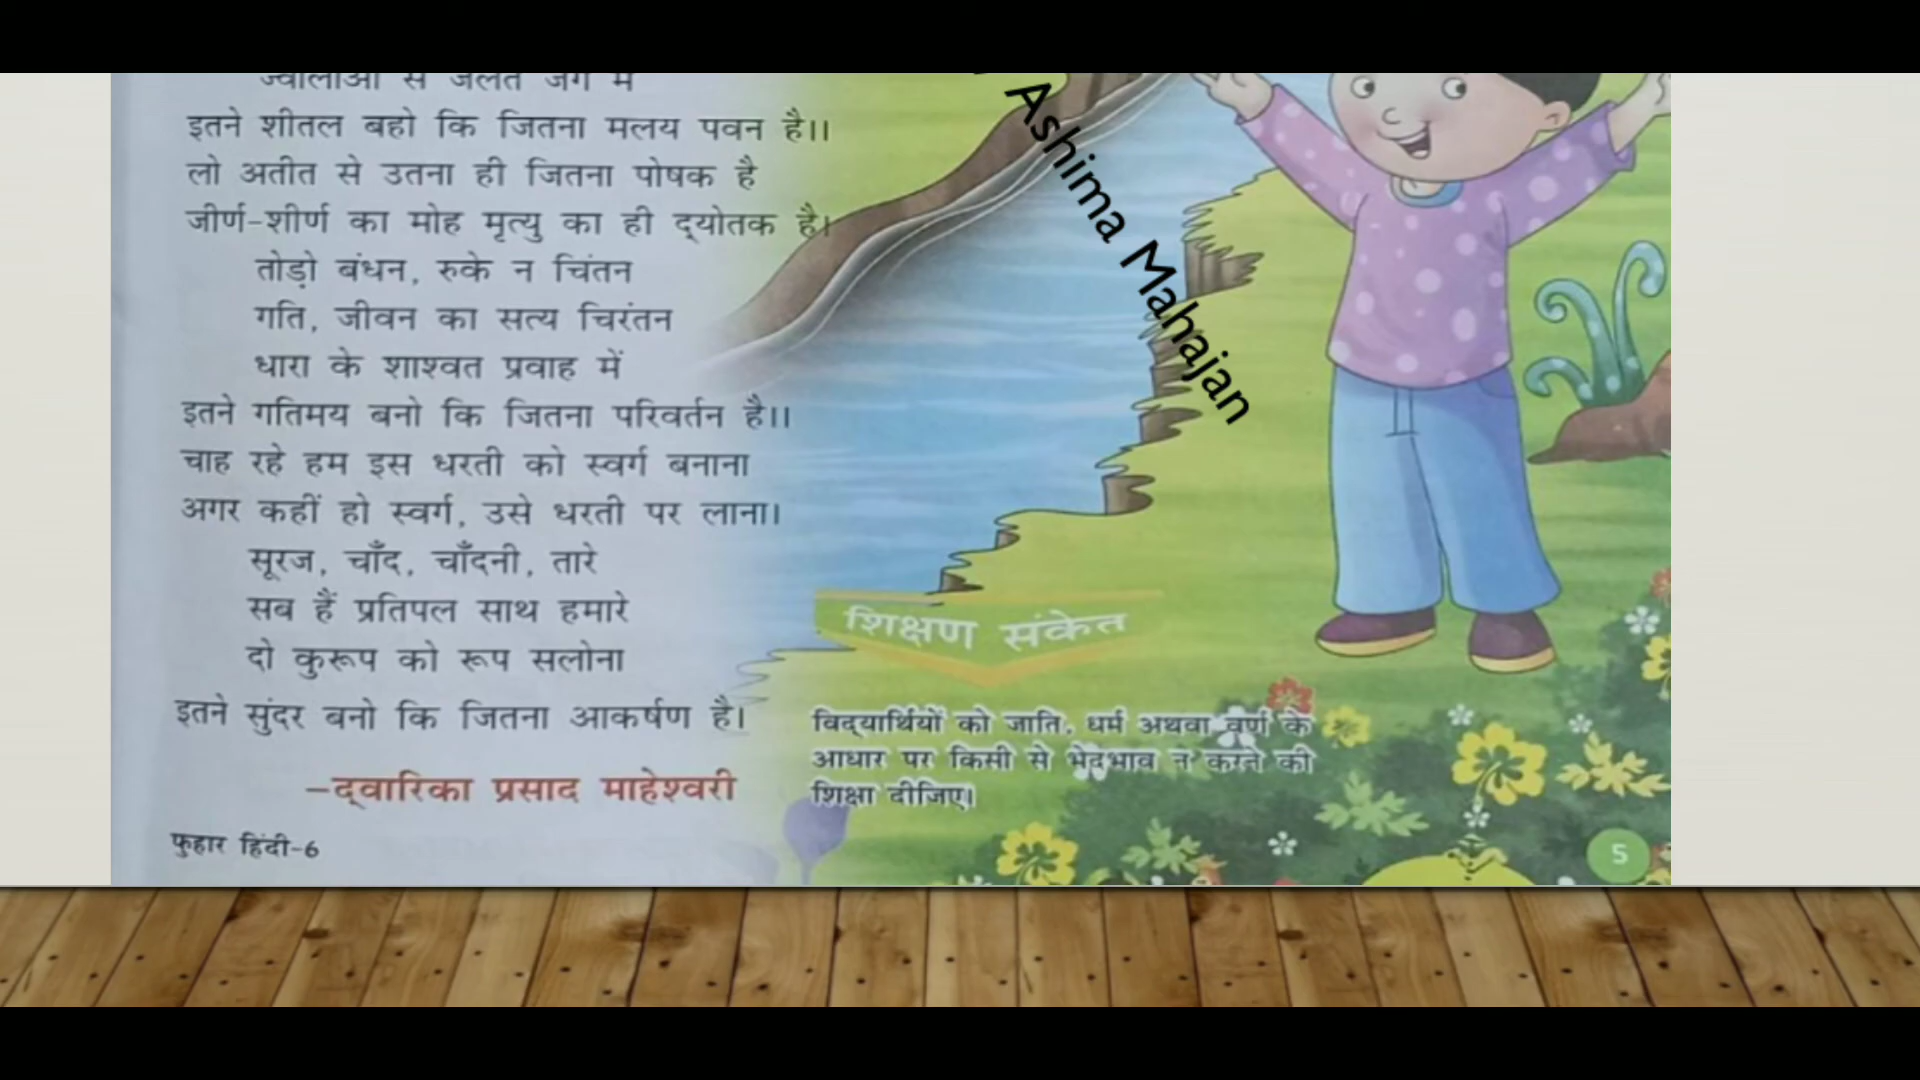 ज्वालाओं से जलते जग में
इतने शीतल बहो कि जितना मलय पवन है।।
लो अतीत से उतना ही जितना पोषक है
जीर्ण-शीर्ण का मोह मृत्यु का ही द्योतक है।
तोड़ो बंधन, रुके न चिंतन
गति, जीवन का सत्य चिरंतन
धारा के शाश्वत प्रवाह में
इतने गतिमय बनो कि जितना परिवर्तन है।।
चाह रहे हम इस धरती को स्वर्ग बनाना
अगर कहीं हो स्वर्ग, उसे धरती पर लाना।
सूरज, चाँद, चाँदनी, तारे
सब हैं प्रतिपल साथ हमारे
दो कुरूप को रूप सलोना
इतने सुंदर बनो कि जितना आकर्षण है।
–द्वारिका प्रसाद माहेश्वरी
फुहार हिंदी-6
Ashima Mahajan
शिक्षण संकेत
विद्यार्थियों को जाति, धर्म अथवा वर्ण के
आधार पर किसी से भेदभाव न करने की
शिक्षा दीजिए।
5